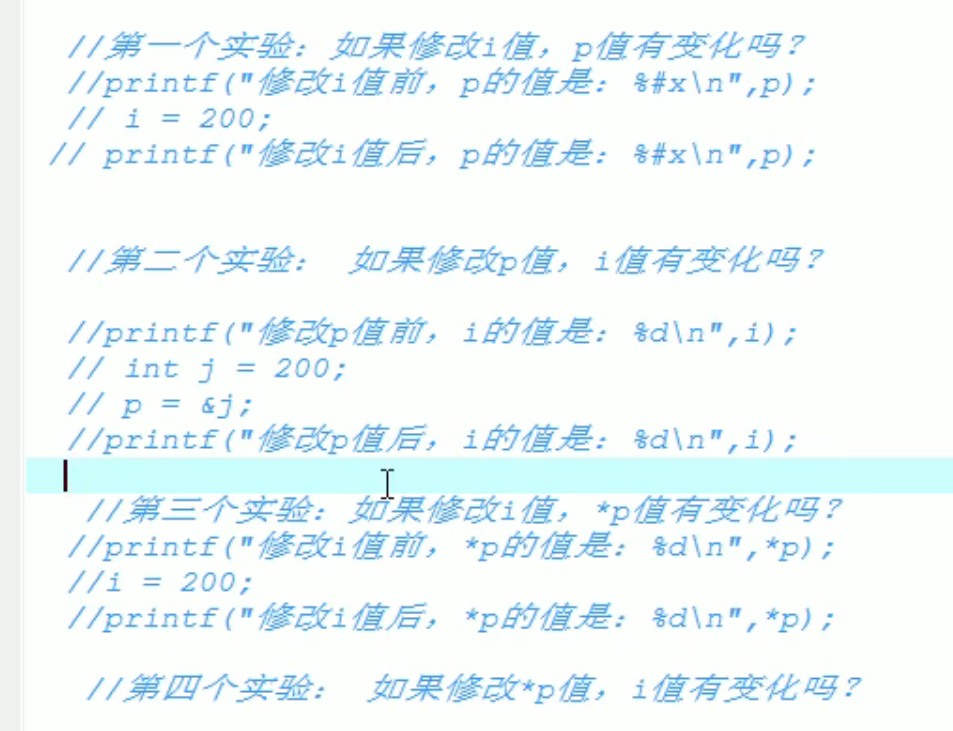 //第一个实验：如果修改i值，p值有变化吗？
//printf("修改i值前，p的值是：%#x\n",p);
// i = 200;
// printf("修改i值后，p的值是：%#x\n",p);
//第二个实验： 如果修改p值，i值有变化吗？
//printf("修改p值前，i的值是：%d\n",i);
// int j = 200;
// p = &j;
//printf("修改p值后，i的值是：%d\n",i);
//第三个实验：如果修改i值，*p值有变化吗？
//printf("修改i值前，*p的值是：%d\n",*p);
//i = 200;
//printf("修改i值后，*p的值是：%d\n",*p);
//第四个实验： 如果修改*p值，i值有变化吗？